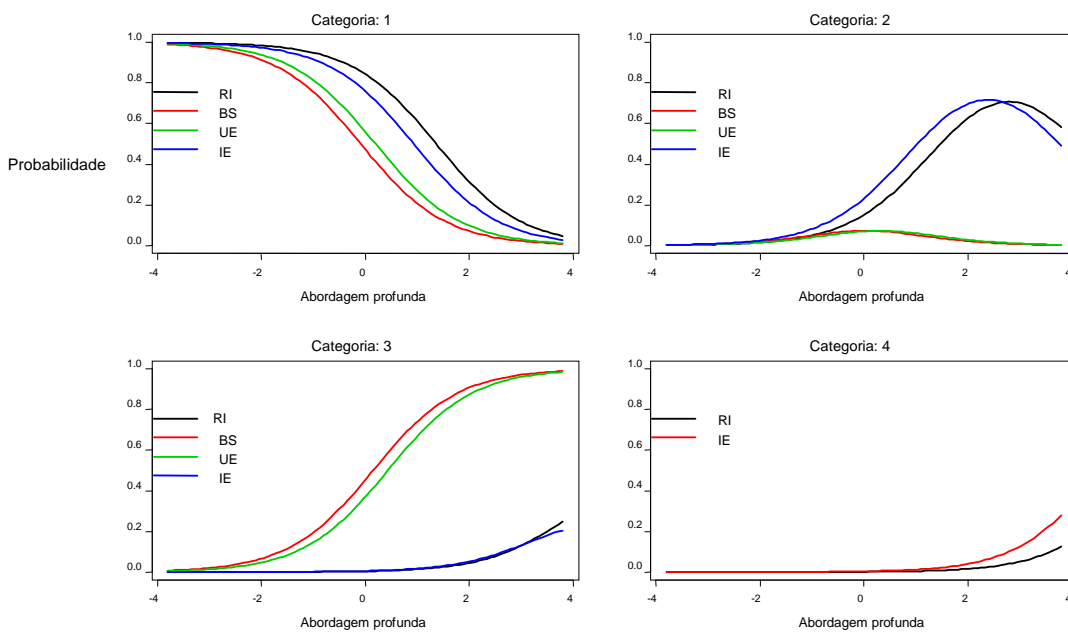 Categoria: 1
1.0
0.8
0.6
0.4
0.2
0.0
RI
BS
UE
IE
Probabilidade
-4
-2
0
2
4
Abordagem profunda
Categoria: 2
1.0
0.8
0.6
0.4
0.2
0.0
RI
BS
UE
IE
-4
-2
0
2
4
Abordagem profunda
Categoria: 3
1.0
0.8
0.6
0.4
0.2
0.0
RI
BS
UE
IE
-4
-2
0
2
4
Abordagem profunda
Categoria: 4
1.0
0.8
0.6
0.4
0.2
0.0
RI
IE
-4
-2
0
2
4
Abordagem profunda